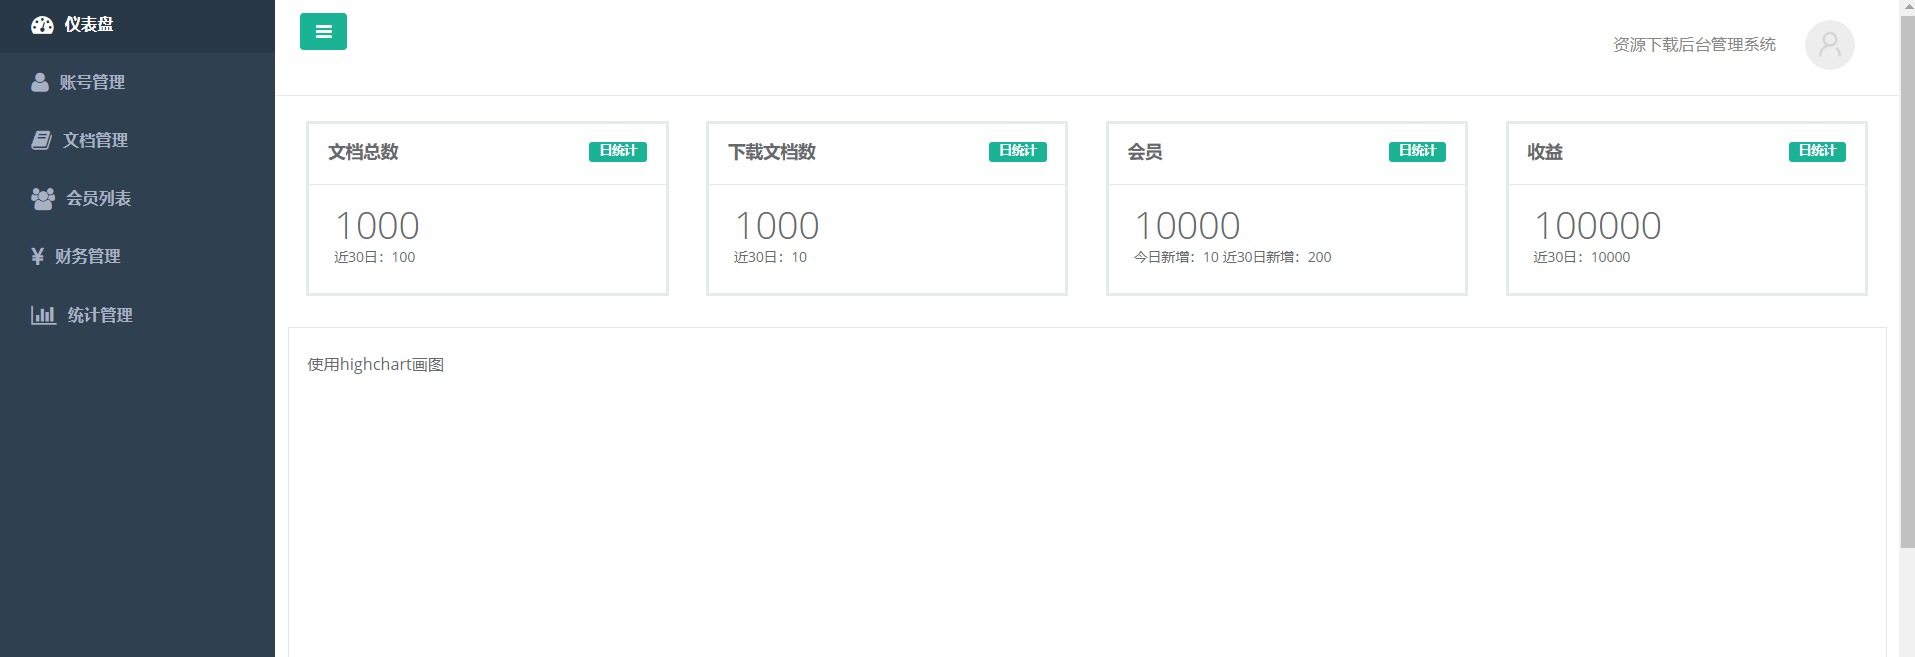 仪表盘
账号管理
文档管理
会员列表
¥ 财务管理
统计管理
资源下载后台管理系统
文档总数 日统计
1000
近30日：100
下载文档数 日统计
1000
近30日：10
会员 日统计
10000
今日新增：10 近30日新增：200
收益 日统计
100000
近30日：10000
使用highchart画图